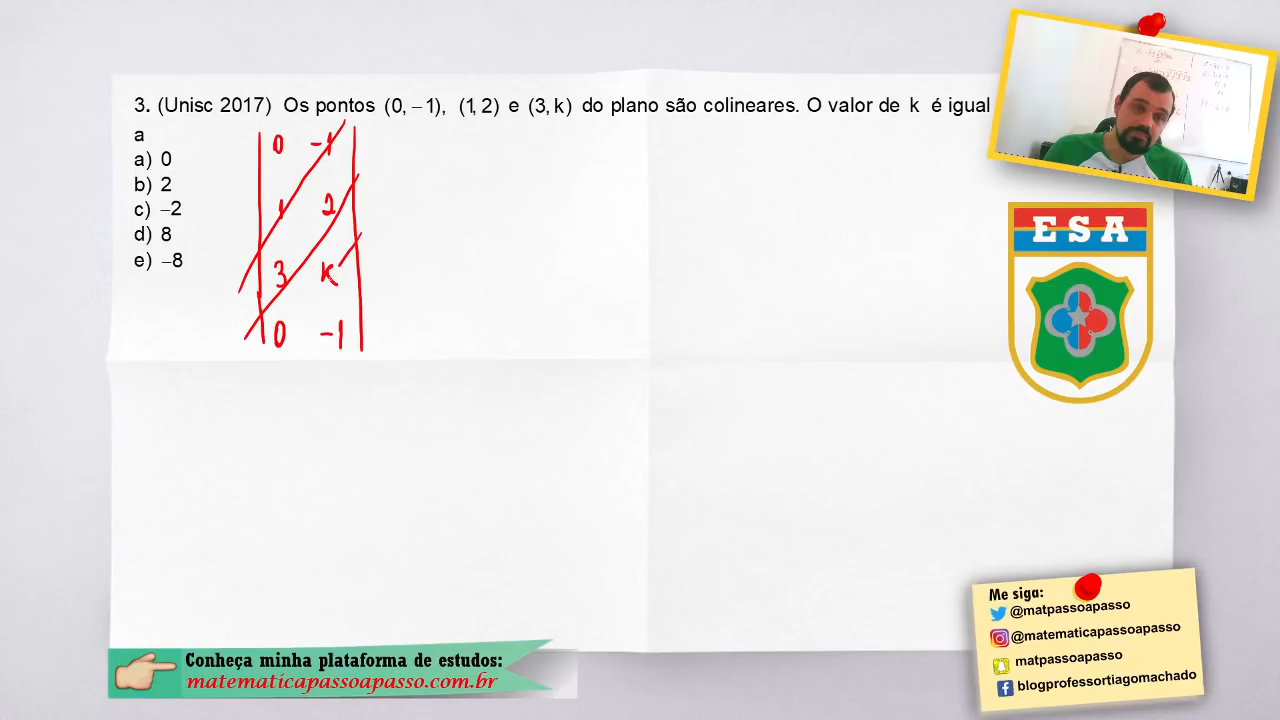 3. (Unisc 2017) Os pontos (0, −1), (1, 2) e (3, k) do plano são colineares. O valor de k é igual
a
a) 0
b) 2
c) −2
d) 8
e) −8
0 -1
1 2
3 k
0 -1
ESA
Me siga:
@matpassoapasso
@matematicapassoapasso
matpassoapasso
blogprofessortiagomachado
Conheça minha plataforma de estudos:
matematicapassoapasso.com.br